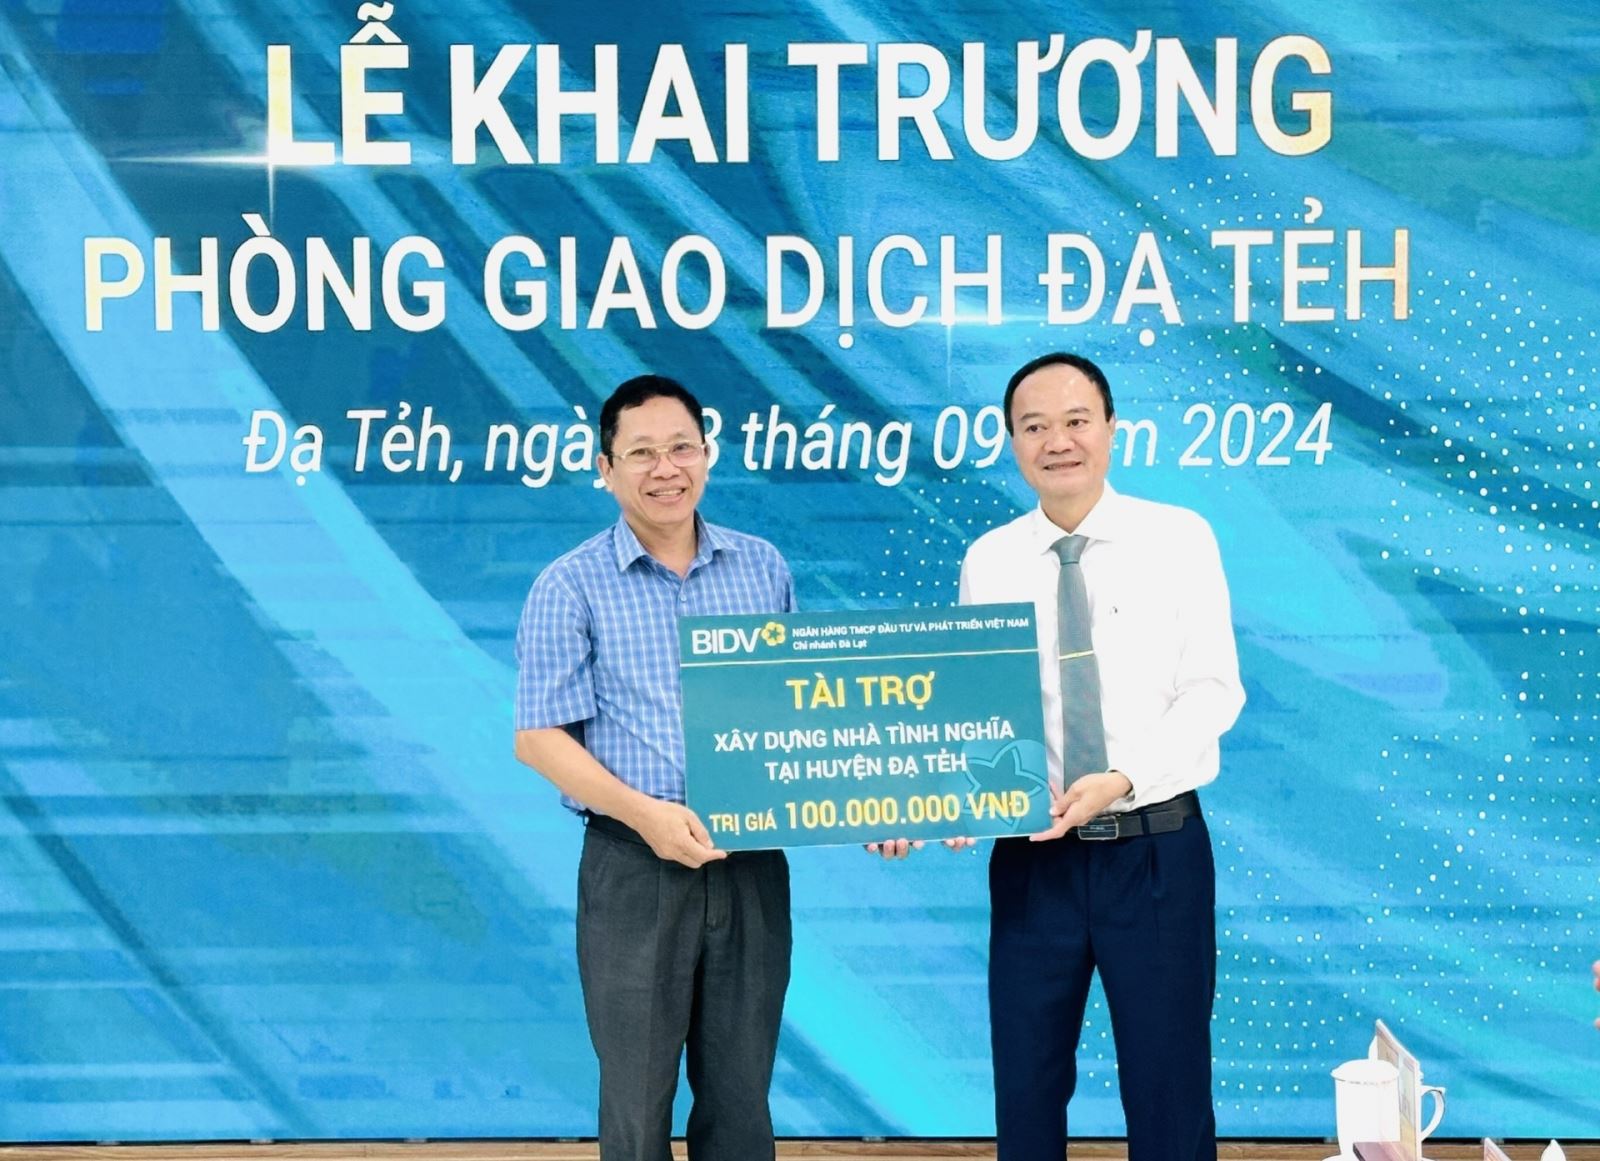 LỄ KHAI TRƯƠNG
PHÒNG GIAO DỊCH ĐẠ TẺH
Đạ Tẻh, tháng 09 2024
BIDV NGÂN HÀNG TMCP ĐẦU TƯ VÀ PHÁT TRIỂN VIỆT NAM
Chi nhánh Đà Lạt
TÀI TRỢ
XÂY DỰNG NHÀ TÌNH NGHĨA
TẠI HUYỆN ĐẠ TẺH
TRỊ GIÁ 100.000.000 VNĐ